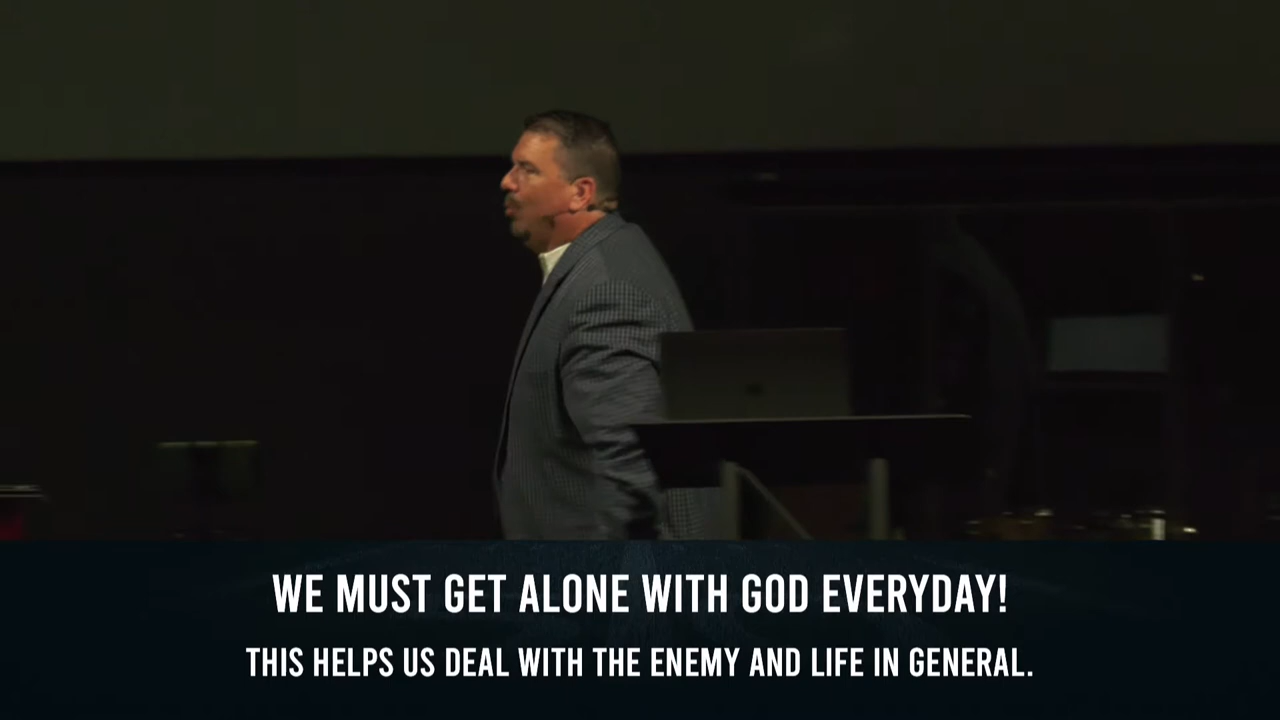 WE MUST GET ALONE WITH GOD EVERYDAY!
THIS HELPS US DEAL WITH THE ENEMY AND LIFE IN GENERAL.